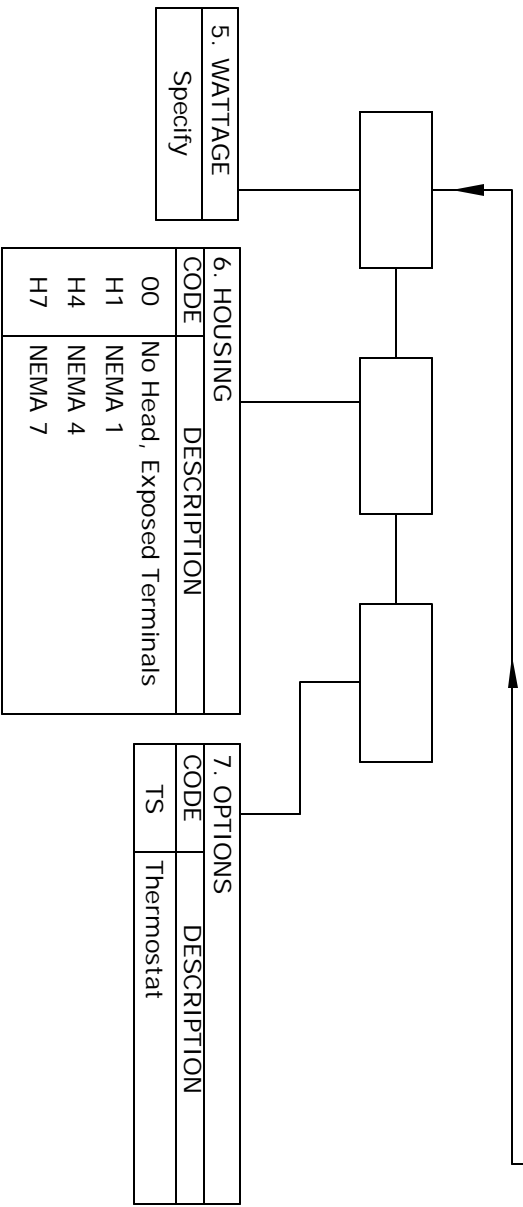 5. WATTAGE
Specify
6. HOUSING
CODE DESCRIPTION
00 No Head, Exposed Terminals
H1 NEMA 1
H4 NEMA 4
H7 NEMA 7
7. OPTIONS
CODE DESCRIPTION
TS Thermostat